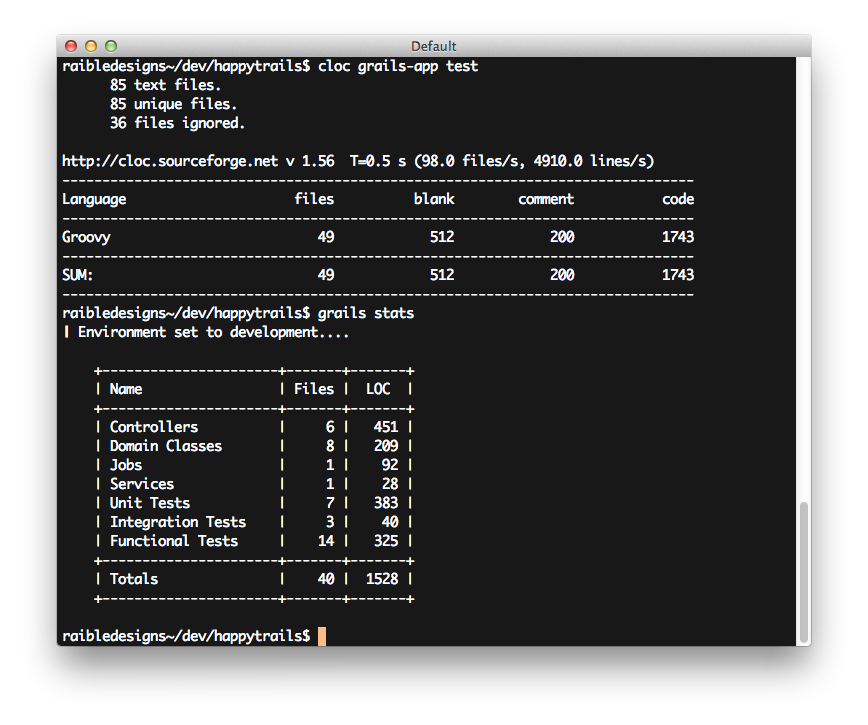 Default
raibledesigns~/dev/happytrails$ cloc grails-app test
      85 text files.
      85 unique files.
      36 files ignored.
http://cloc.sourceforge.net v 1.56  T=0.5 s (98.0 files/s, 4910.0 lines/s)
-------------------------------------------------------------------------------
Language                     files          blank        comment           code
-------------------------------------------------------------------------------
Groovy                          49            512            200           1743
-------------------------------------------------------------------------------
SUM:                            49            512            200           1743
-------------------------------------------------------------------------------
raibledesigns~/dev/happytrails$ grails stats
| Environment set to development....
    +----------------------+-------+-------+
    | Name                 | Files |  LOC  |
    +----------------------+-------+-------+
    | Controllers          |     6 |   451 |
    | Domain Classes       |     8 |   209 |
    | Jobs                 |     1 |    92 |
    | Services             |     1 |    28 |
    | Unit Tests           |     7 |   383 |
    | Integration Tests    |     3 |    40 |
    | Functional Tests     |    14 |   325 |
    +----------------------+-------+-------+
    | Totals               |    40 |  1528 |
    +----------------------+-------+-------+
raibledesigns~/dev/happytrails$